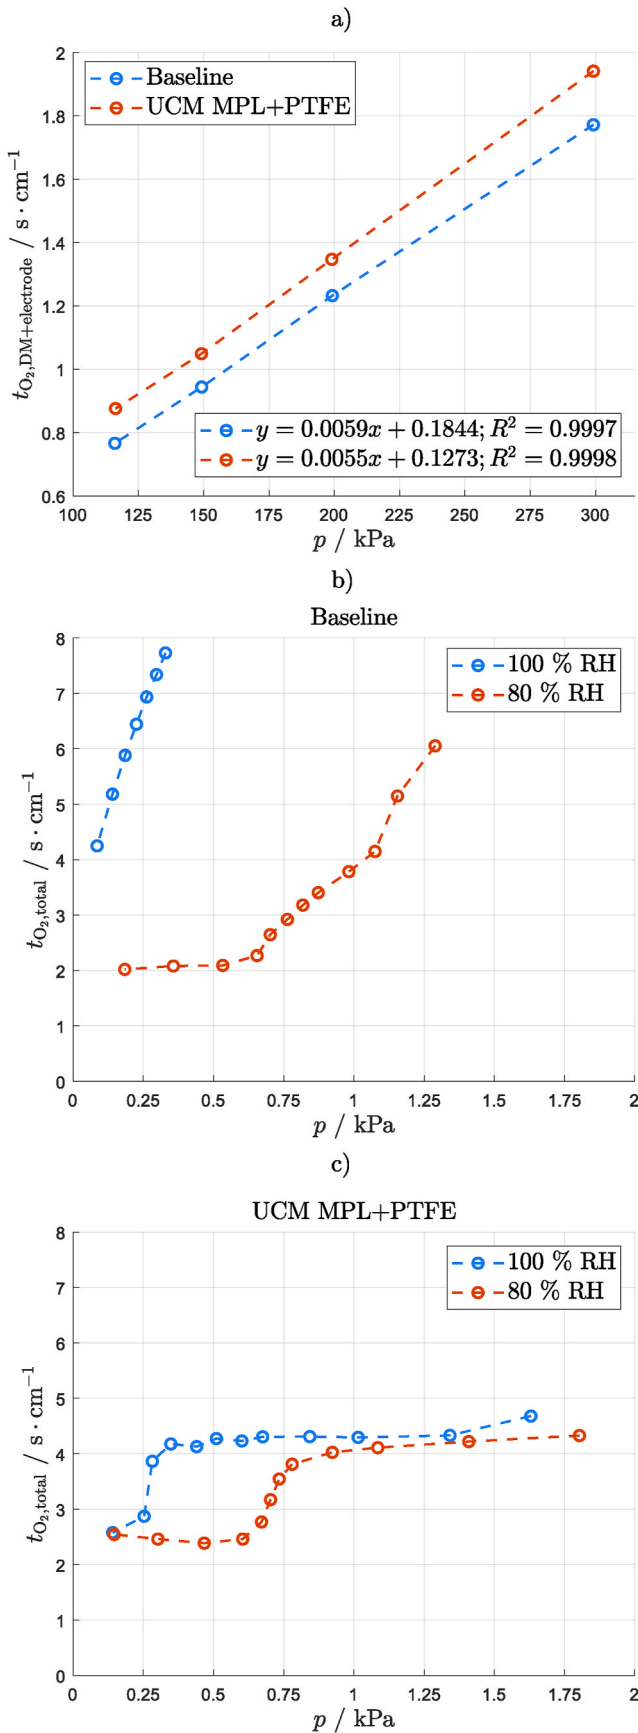 a)
2
1.8
1.6
1.4
1.2
1
0.8
0.6
Baseline
UCM MPL+PTFE
y = 0.0059x + 0.1844; R² = 0.9997
y = 0.0055x + 0.1273; R² = 0.9998
t_{O₂,DM+electrode} / s · cm⁻¹
100 125 150 175 200 225 250 275 300
p / kPa
b)
Baseline
8
7
6
5
4
3
2
1
0
100 % RH
80 % RH
t_{O₂,total} / s · cm⁻¹
0 0.25 0.5 0.75 1 1.25 1.5 1.75 2
p / kPa
c)
UCM MPL+PTFE
8
7
6
5
4
3
2
1
0
100 % RH
80 % RH
t_{O₂,total} / s · cm⁻¹
0 0.25 0.5 0.75 1 1.25 1.5 1.75 2
p / kPa